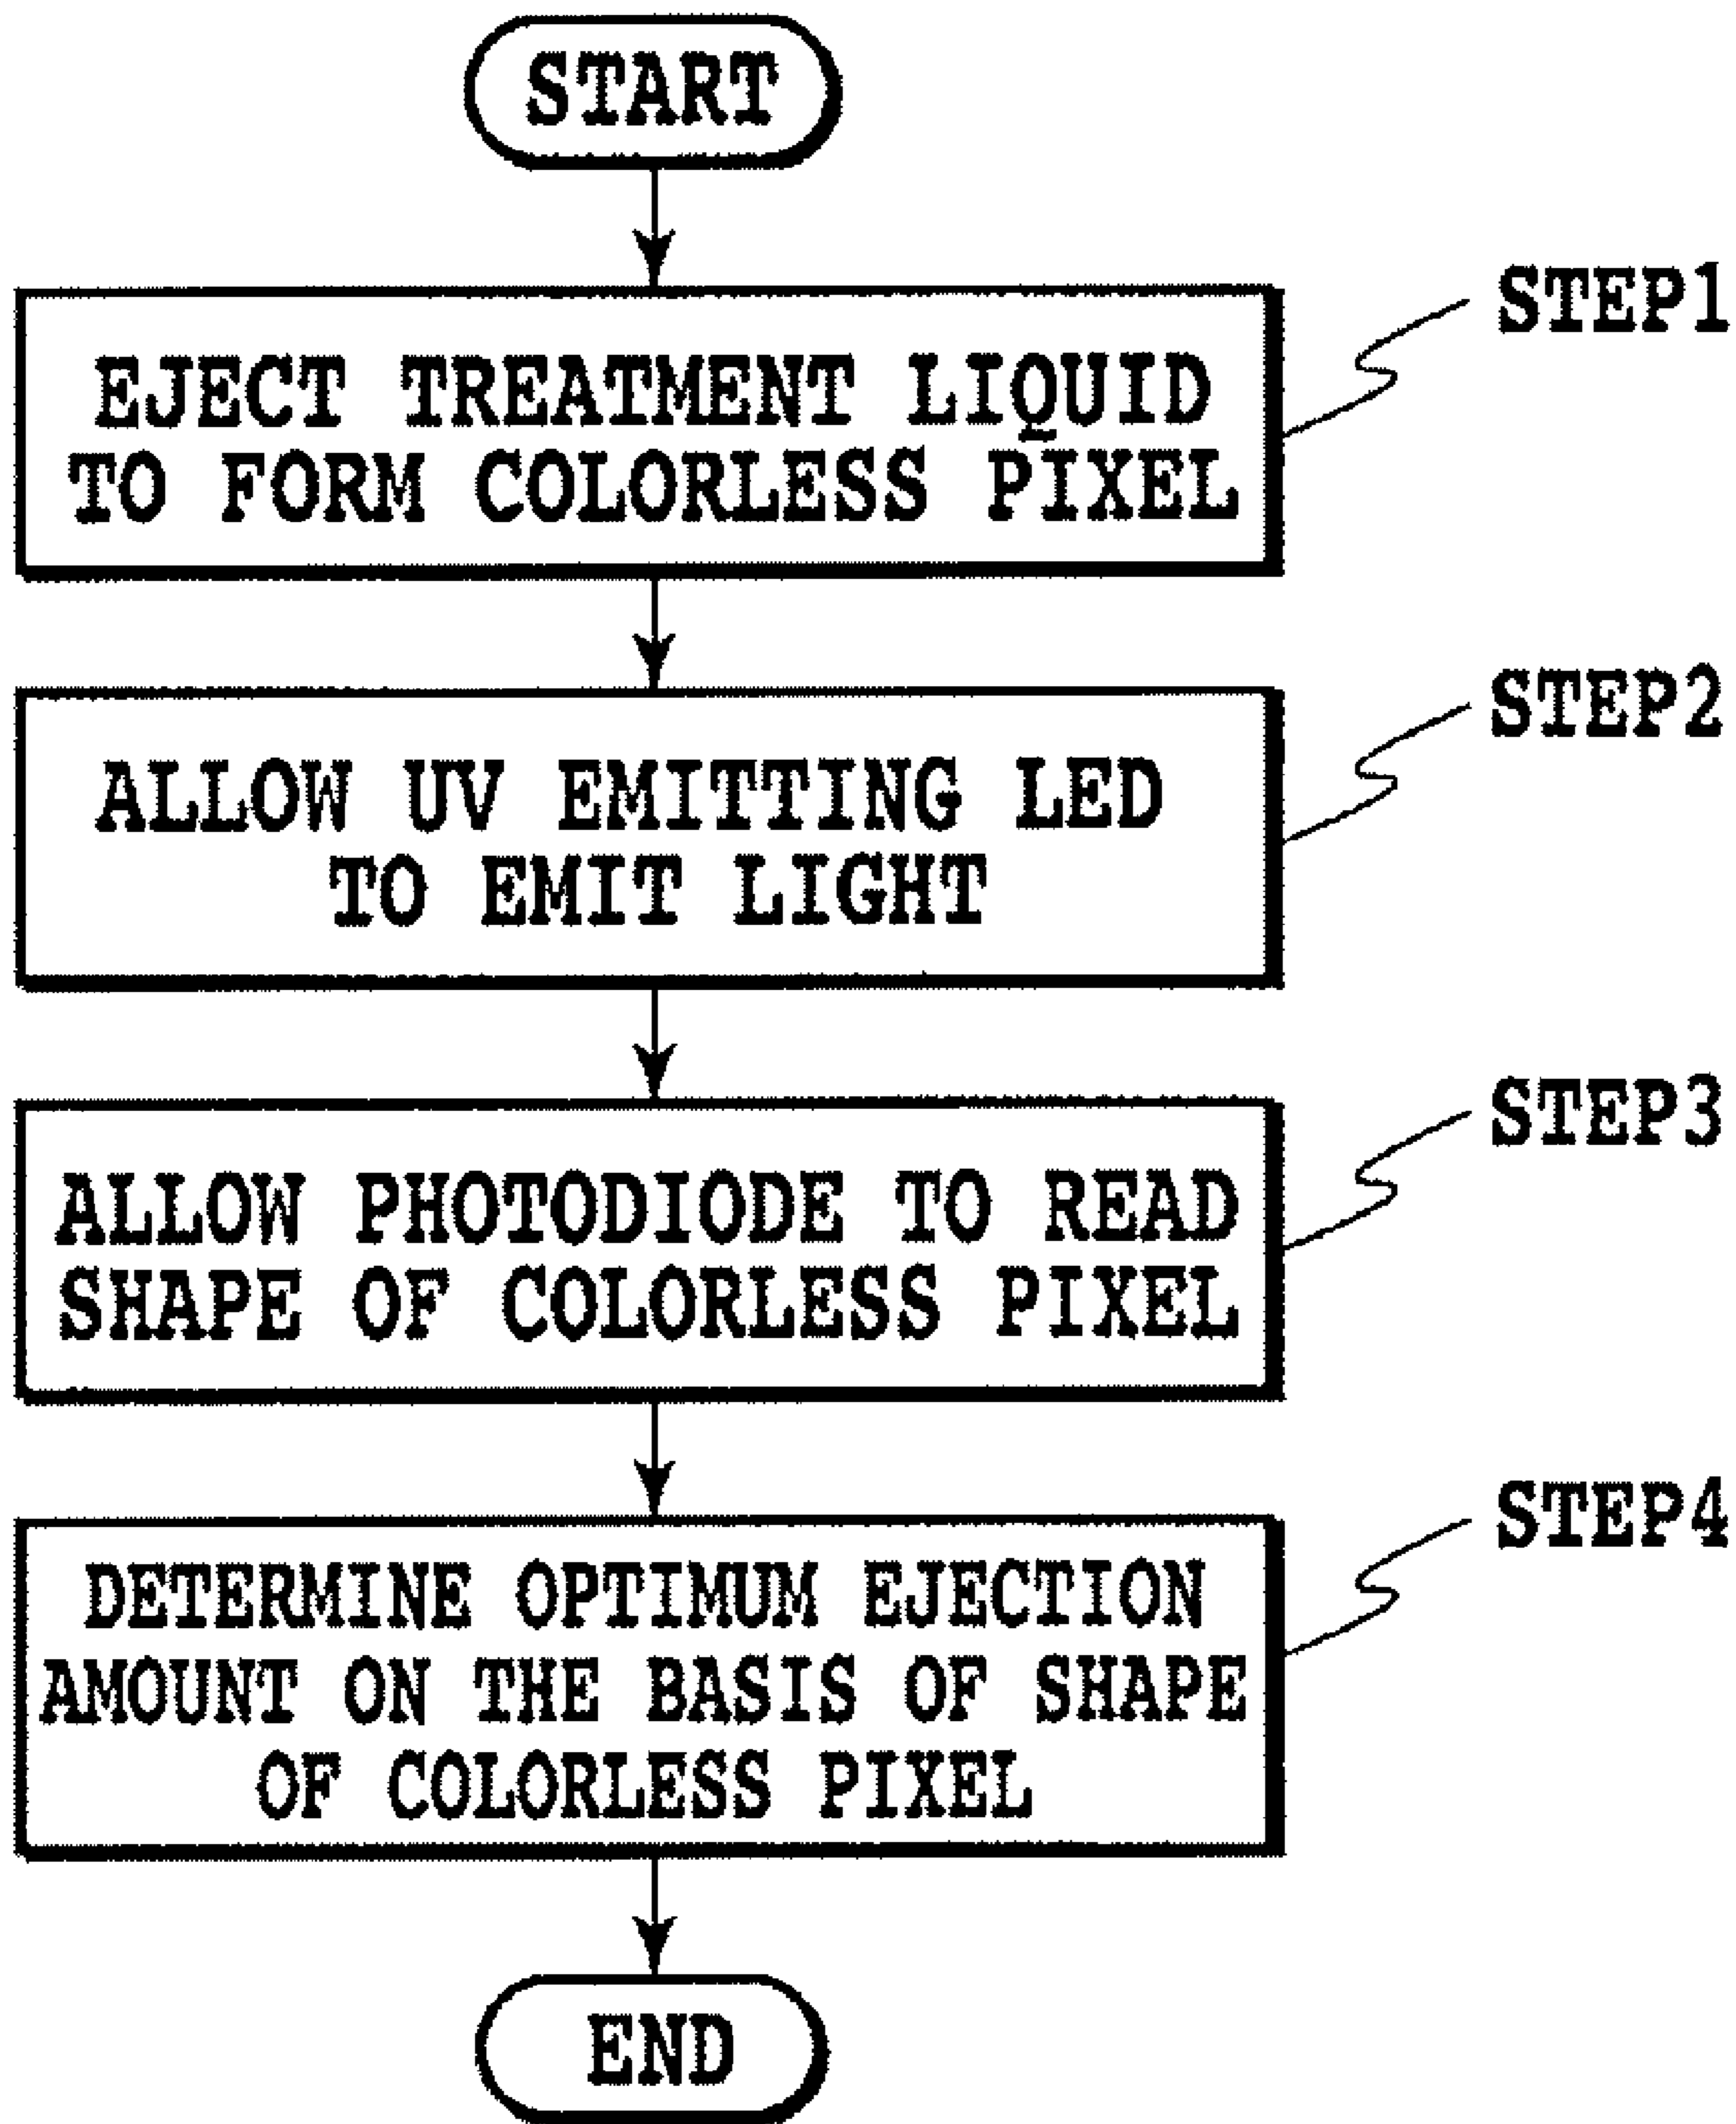 START
STEP1
EJECT TREATMENT LIQUID
TO FORM COLORLESS PIXEL
STEP2
ALLOW UV EMITTING LED
TO EMIT LIGHT
STEP3
ALLOW PHOTODIODE TO READ
SHAPE OF COLORLESS PIXEL
STEP4
DETERMINE OPTIMUM EJECTION
AMOUNT ON THE BASIS OF SHAPE
OF COLORLESS PIXEL
END